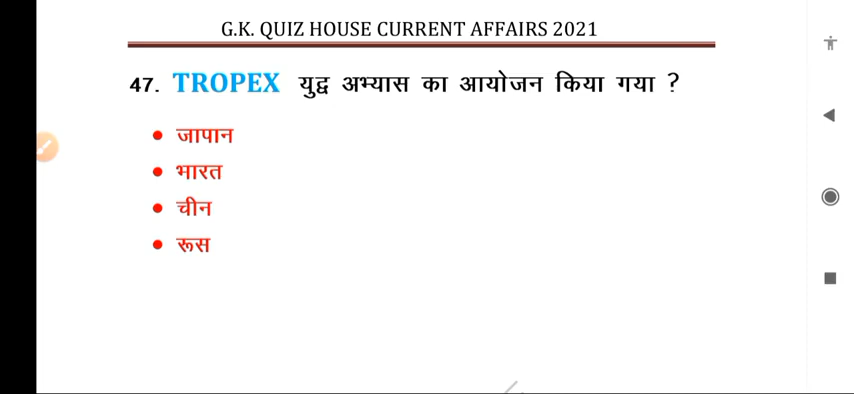 G.K. QUIZ HOUSE CURRENT AFFAIRS 2021
47. TROPEX युद्व अभ्यास का आयोजन किया गया ?
• जापान
• भारत
• चीन
• रूस